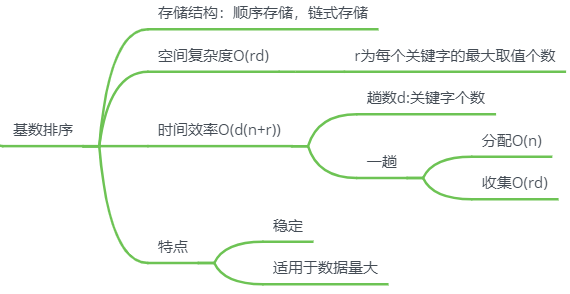 存储结构：顺序存储，链式存储
空间复杂度O(rd)
r为每个关键字的最大取值个数
基数排序
时间效率O(d(n+r))
趟数d:关键字个数
一趟
分配O(n)
收集O(rd)
特点
稳定
适用于数据量大